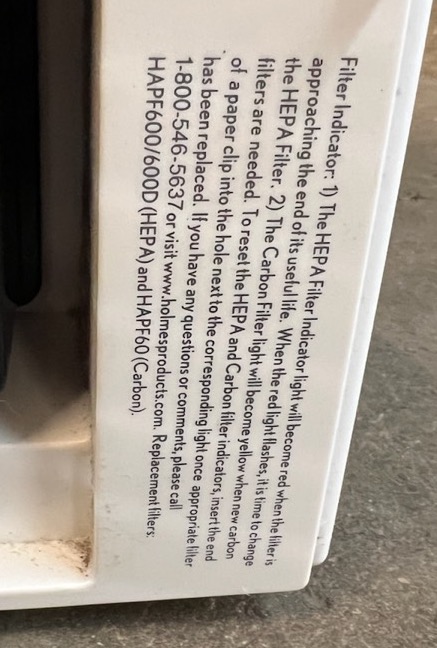 Filter Indicator: 1) The HEPA Filter Indicator light will become red when the filter is
approaching the end of its useful life. When the red light flashes, it is time to change
the HEPA Filter. 2) The Carbon Filter light will become yellow when new carbon
filters are needed. To reset the HEPA and Carbon filter indicators, insert the end
of a paper clip into the hole next to the corresponding light once appropriate filter
has been replaced. If you have any questions or comments, please call
1-800-546-5637 or visit www.holmesproducts.com. Replacement filters:
HAPF600/600D (HEPA) and HAPF60 (Carbon).